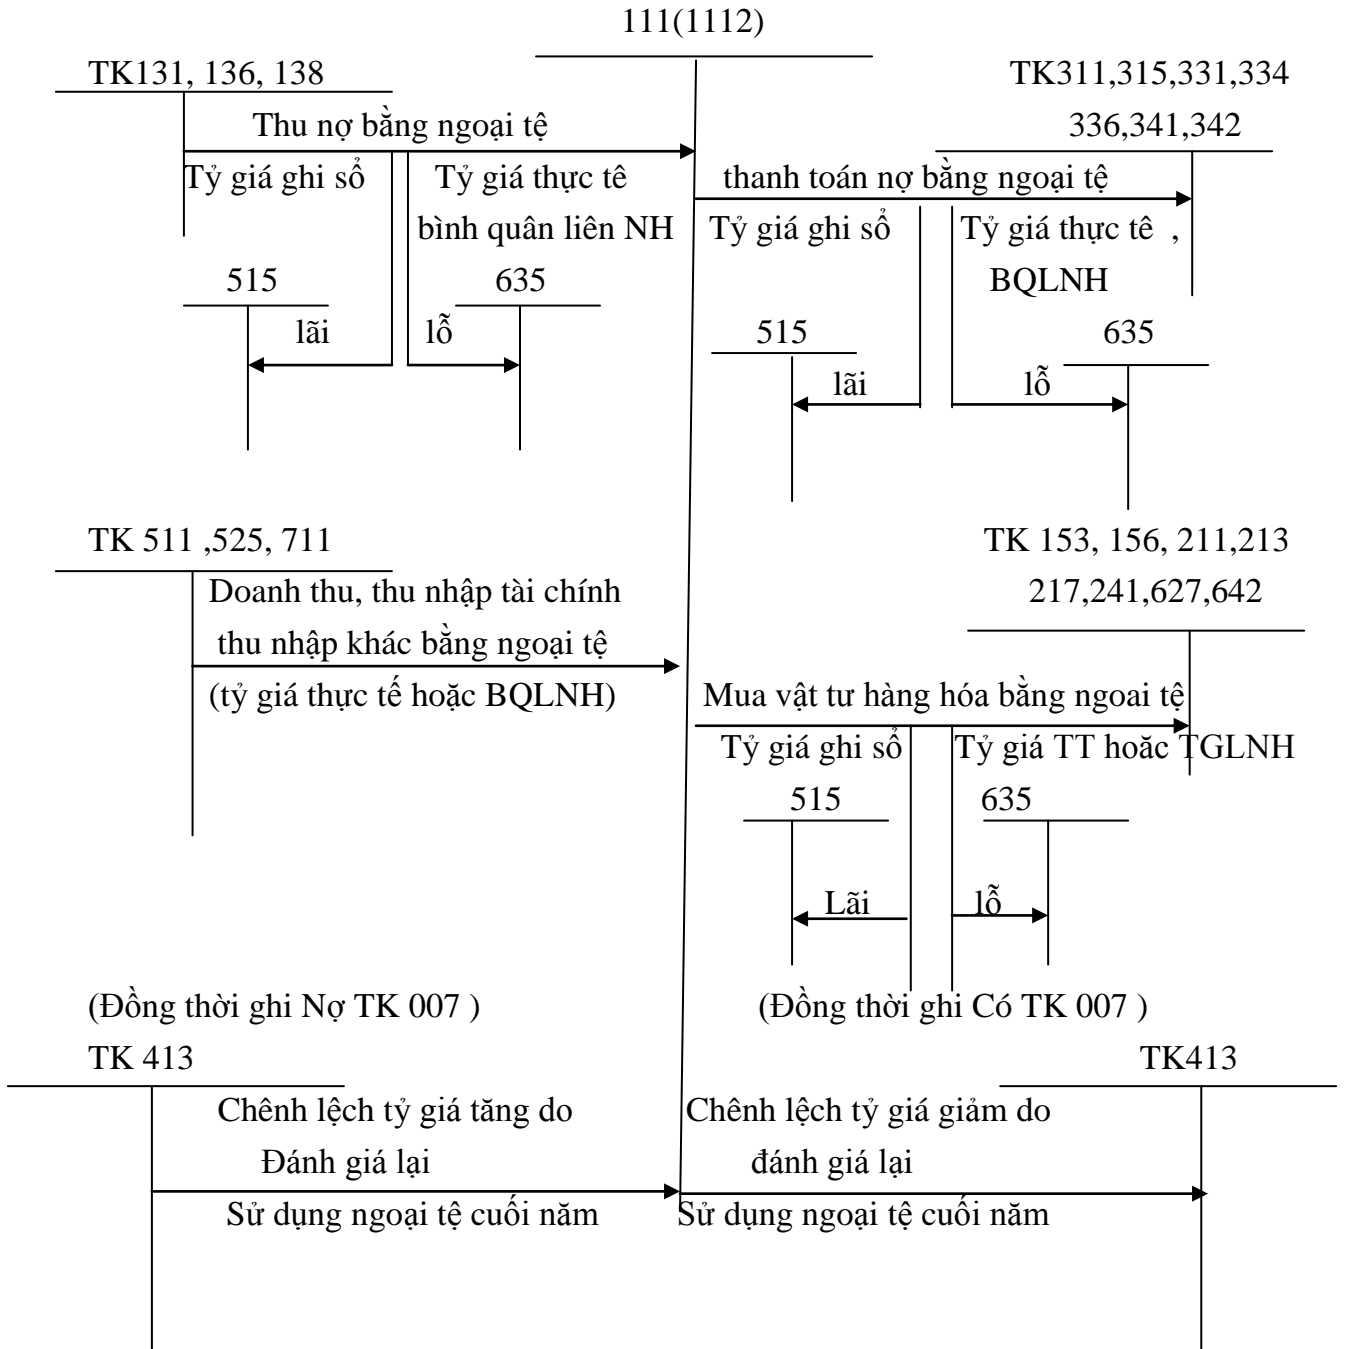 111(1112)
TK131, 136, 138
TK311,315,331,334
336,341,342
Thu nợ bằng ngoại tệ
Tỷ giá ghi sổ
Tỷ giá thực tê
bình quân liên NH
thanh toán nợ bằng ngoại tệ
Tỷ giá ghi sổ
Tỷ giá thực tê ,
BQLNH
515
635
lãi
lỗ
515
635
lãi
lỗ
TK 511 ,525, 711
TK 153, 156, 211,213
217,241,627,642
Doanh thu, thu nhập tài chính
thu nhập khác bằng ngoại tệ
(tỷ giá thực tế hoặc BQLNH)
Mua vật tư hàng hóa bằng ngoai tệ
Tỷ giá ghi sổ
Tỷ giá TT hoăc TGLNH
515
635
Lãi
lỗ
(Đồng thời ghi Nợ TK 007 )
(Đồng thời ghi Có TK 007 )
TK 413
TK413
Chênh lệch tỷ giá tăng do
Đánh giá lại
Sử dụng ngoại tệ cuối năm
Chênh lệch tỷ giá giảm do
đánh giá lại
Sử dụng ngoại tệ cuối năm